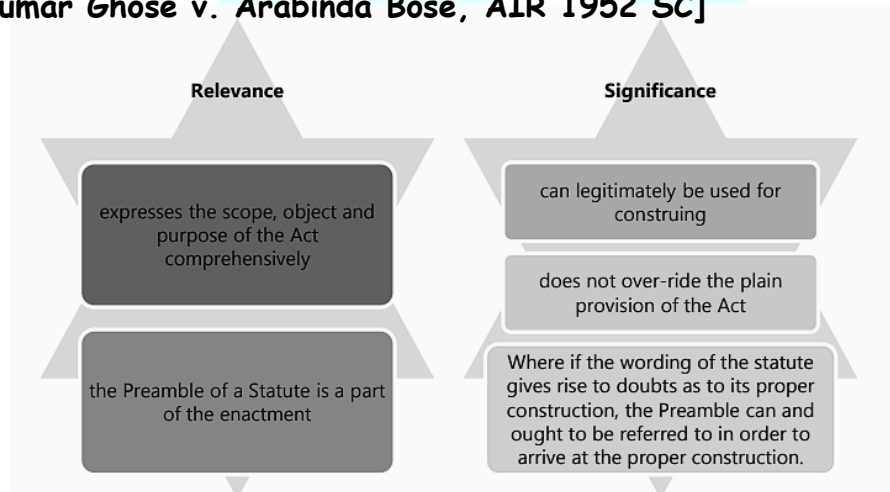 umar Ghose v. Arabinda Bose, AIR 1952 SC]
Relevance
expresses the scope, object and
purpose of the Act
comprehensively
the Preamble of a Statute is a part
of the enactment
Significance
can legitimately be used for
construing
does not over-ride the plain
provision of the Act
Where if the wording of the statute
gives rise to doubts as to its proper
construction, the Preamble can and
ought to be referred to in order to
arrive at the proper construction.